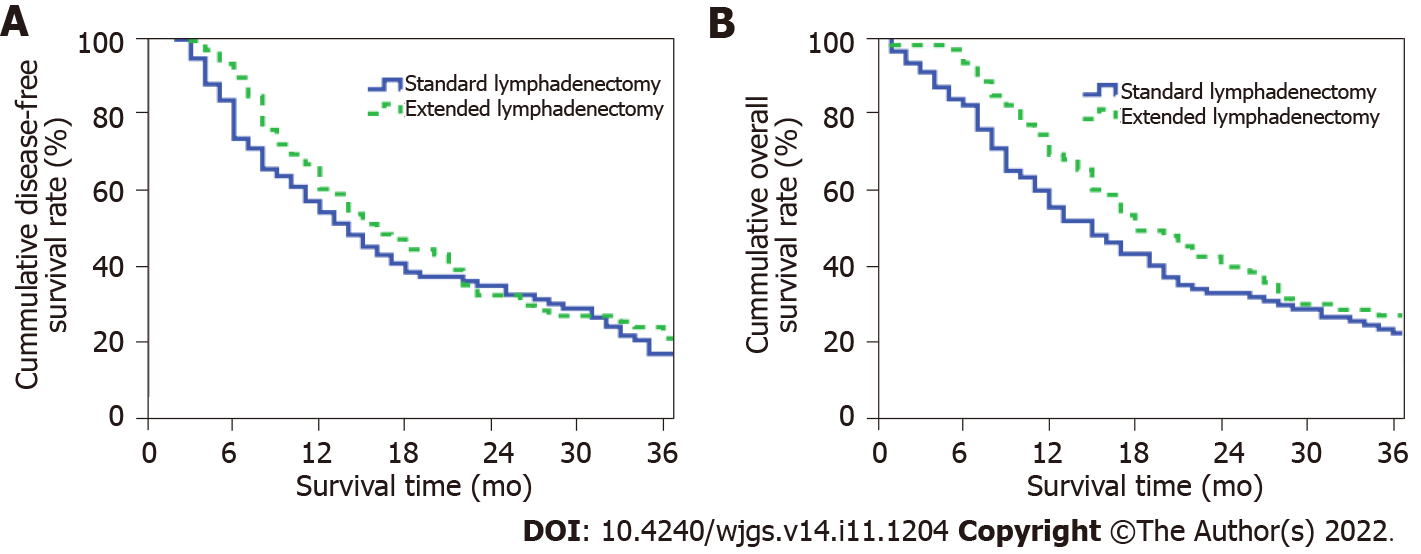 A
Cummulative disease-free
survival rate (%)
100
80
60
40
20
0
Standard lymphadenectomy
Extended lymphadenectomy
0 6 12 18 24 30 36
Survival time (mo)
B
Cummulative overall
survival rate (%)
100
80
60
40
20
0
Standard lymphadenectomy
Extended lymphadenectomy
0 6 12 18 24 30 36
Survival time (mo)
DOI: 10.4240/wjgs.v14.i11.1204 Copyright ©The Author(s) 2022.